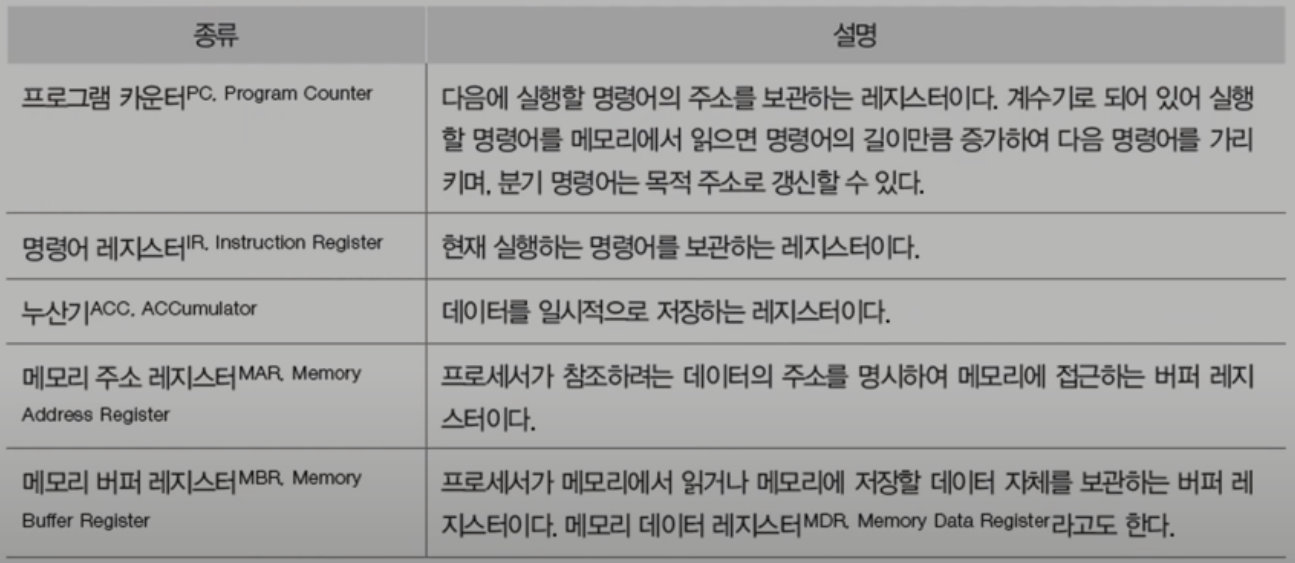 종류
설명
프로그램 카운터PC, Program Counter
다음에 실행할 명령어의 주소를 보관하는 레지스터이다. 계수기로 되어 있어 실행
할 명령어를 메모리에서 읽으면 명령어의 길이만큼 증가하여 다음 명령어를 가리
키며, 분기 명령어는 목적 주소로 갱신할 수 있다.
명령어 레지스터IR, Instruction Register
현재 실행하는 명령어를 보관하는 레지스터이다.
누산기ACC, ACCumulator
데이터를 일시적으로 저장하는 레지스터이다.
메모리 주소 레지스터MAR, Memory
Address Register
프로세서가 참조하려는 데이터의 주소를 명시하여 메모리에 접근하는 버퍼 레지
스터이다.
메모리 버퍼 레지스터MBR, Memory
Buffer Register
프로세서가 메모리에서 읽거나 메모리에 저장할 데이터 자체를 보관하는 버퍼 레
지스터이다. 메모리 데이터 레지스터MDR, Memory Data Register라고도 한다.